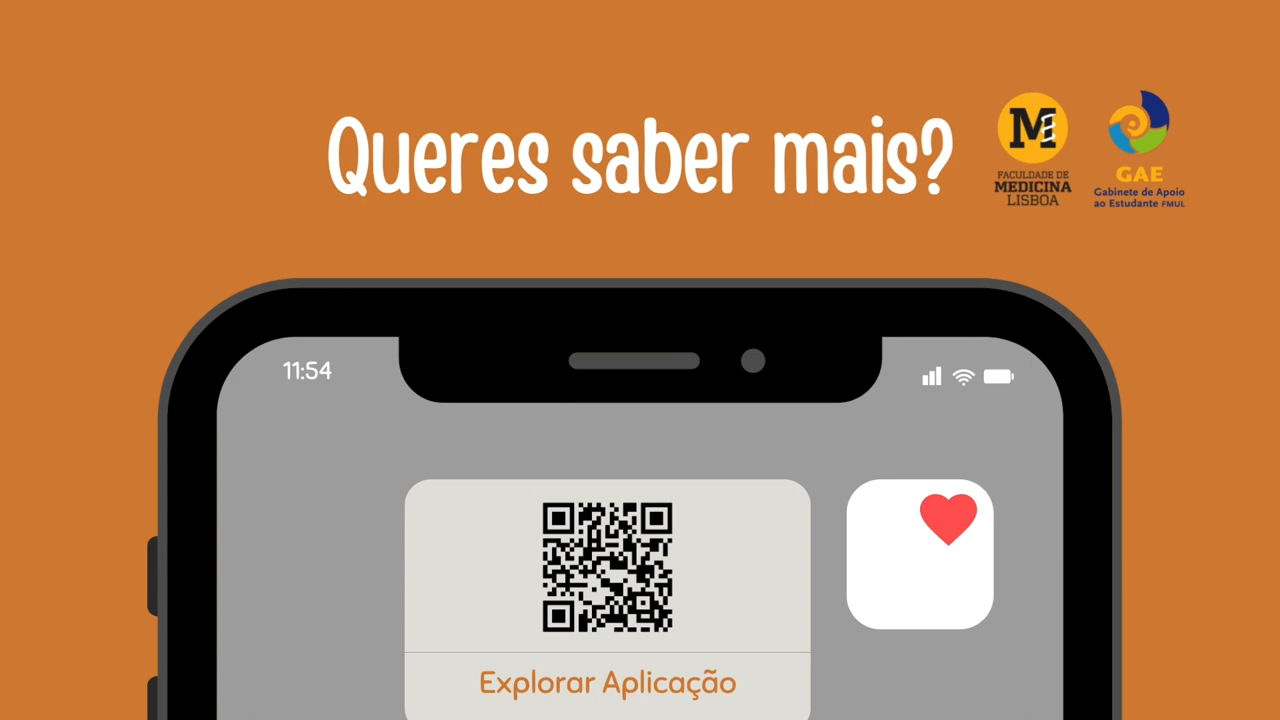 Queres saber mais?
FACULDADE DE
MEDICINA
LISBOA
GAE
Gabinete de Apoio
ao Estudante FMUL
11:54
Explorar Aplicação